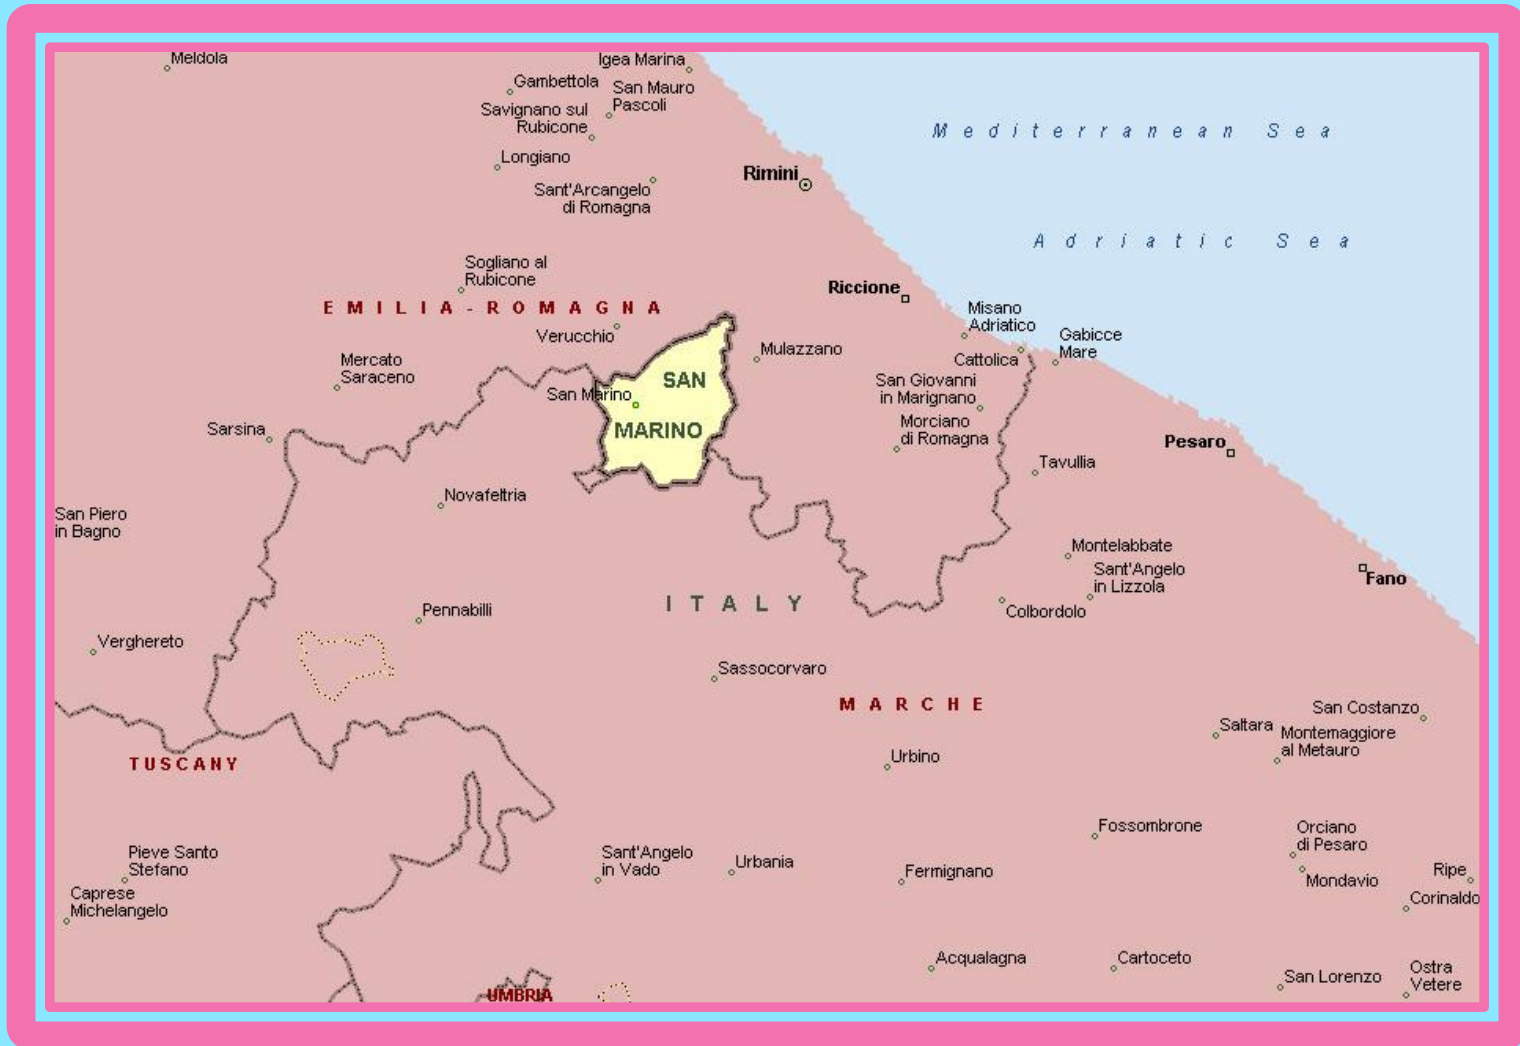 Meldola
Igea Marina
Gambettola
San Mauro
Pascoli
Savignano sul
Rubicone
Mediterranean Sea
Longiano
Rimini
Sant'Arcangelo
di Romagna
Adriatic Sea
Sogliano al
Rubicone
Riccione
EMILIA-ROMAGNA
Misano
Adriatico
Verucchio
Gabicce
Mare
Mulazzano
Mercato
Saraceno
Cattolica
SAN
MARINO
San Marino
San Giovanni
in Marignano
Morciano
di Romagna
Sarsina
Pesaro
Tavullia
Novafeltria
San Piero
in Bagno
Montelabbate
Sant'Angelo
in Lizzola
Fano
ITALY
Pennabilli
Colbordolo
Verghereto
Sassocorvaro
MARCHE
San Costanzo
Saltara
Montemaggiore
al Metauro
TUSCANY
Urbino
Fossombrone
Orciano
di Pesaro
Pieve Santo
Stefano
Sant'Angelo
in Vado
Urbania
Fermignano
Mondavio
Ripe
Caprese
Michelangelo
Corinaldo
Acqualagna
Cartoceto
San Lorenzo
Ostra
Vetere
UMBRIA